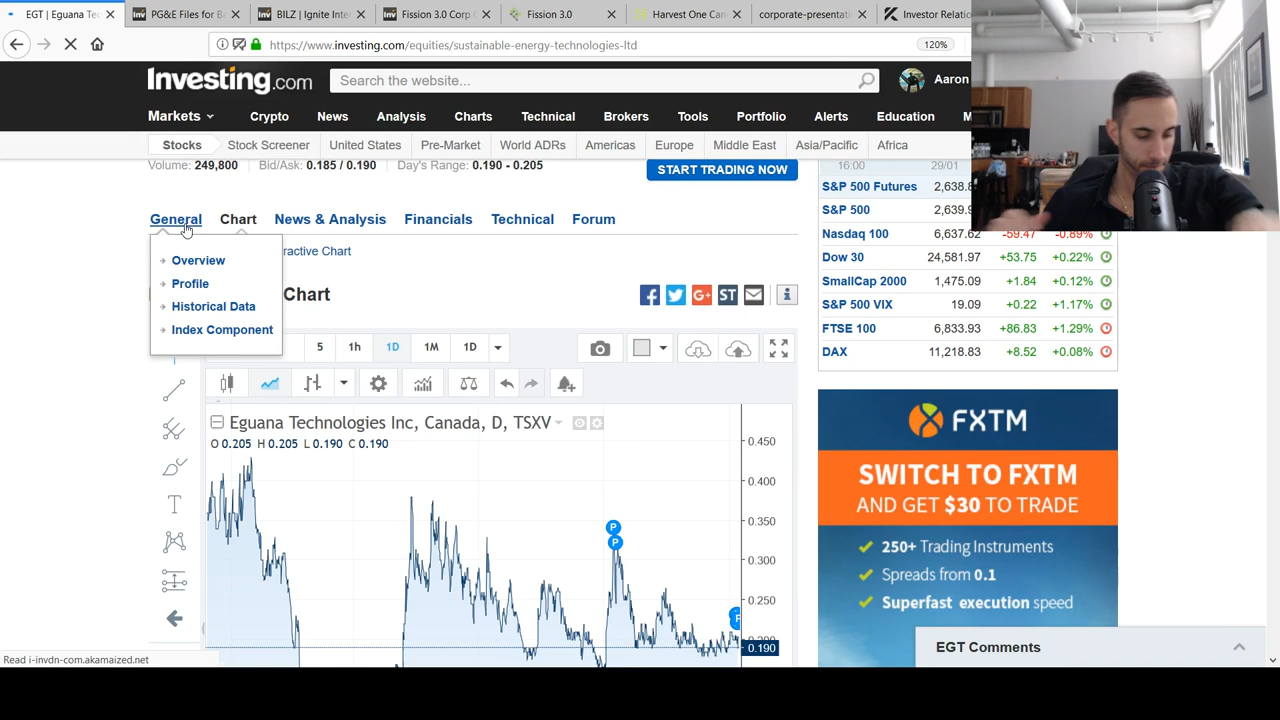 EGT | Eguana Tec
PG&E Files for Ba
BILZ | Ignite Inte
Fission 3.0 Corp (
Fission 3.0
Harvest One Can
corporate-presentat
Investor Relati
https://www.investing.com/equities/sustainable-energy-technologies-ltd
120%
Investing.com
Search the website...
Aaron
Markets
Crypto
News
Analysis
Charts
Technical
Brokers
Tools
Portfolio
Alerts
Education
M
Stocks
Stock Screener
United States
Pre-Market
World ADRs
Americas
Europe
Middle East
Asia/Pacific
Africa
Volume: 249,800 Bid/Ask: 0.185 / 0.190 Day's Range: 0.190 - 0.205
START TRADING NOW
General
Chart
News & Analysis
Financials
Technical
Forum
Overview
Profile
Historical Data
Index Component
ractive Chart
Chart
ST
5 1h 1D 1M 1D
T
Eguana Technologies Inc, Canada, D, TSXV
O 0.205 H 0.205 L 0.190 C 0.190
P
P
P
0.450
0.400
0.350
0.300
0.250
0.200
0.190
16:00 29/01
S&P 500 Futures 2,638.8
S&P 500 2,639.9
Nasdaq 100 6,637.62 -59.47 -0.89%
Dow 30 24,581.97 +53.75 +0.22%
SmallCap 2000 1,475.09 +1.84 +0.12%
S&P 500 VIX 19.09 +0.22 +1.17%
FTSE 100 6,833.93 +86.83 +1.29%
DAX 11,218.83 +8.52 +0.08%
FXTM
SWITCH TO FXTM
AND GET $30 TO TRADE
250+ Trading Instruments
Spreads from 0.1
Superfast execution speed
EGT Comments
Read i-invdn-com.akamaized.net